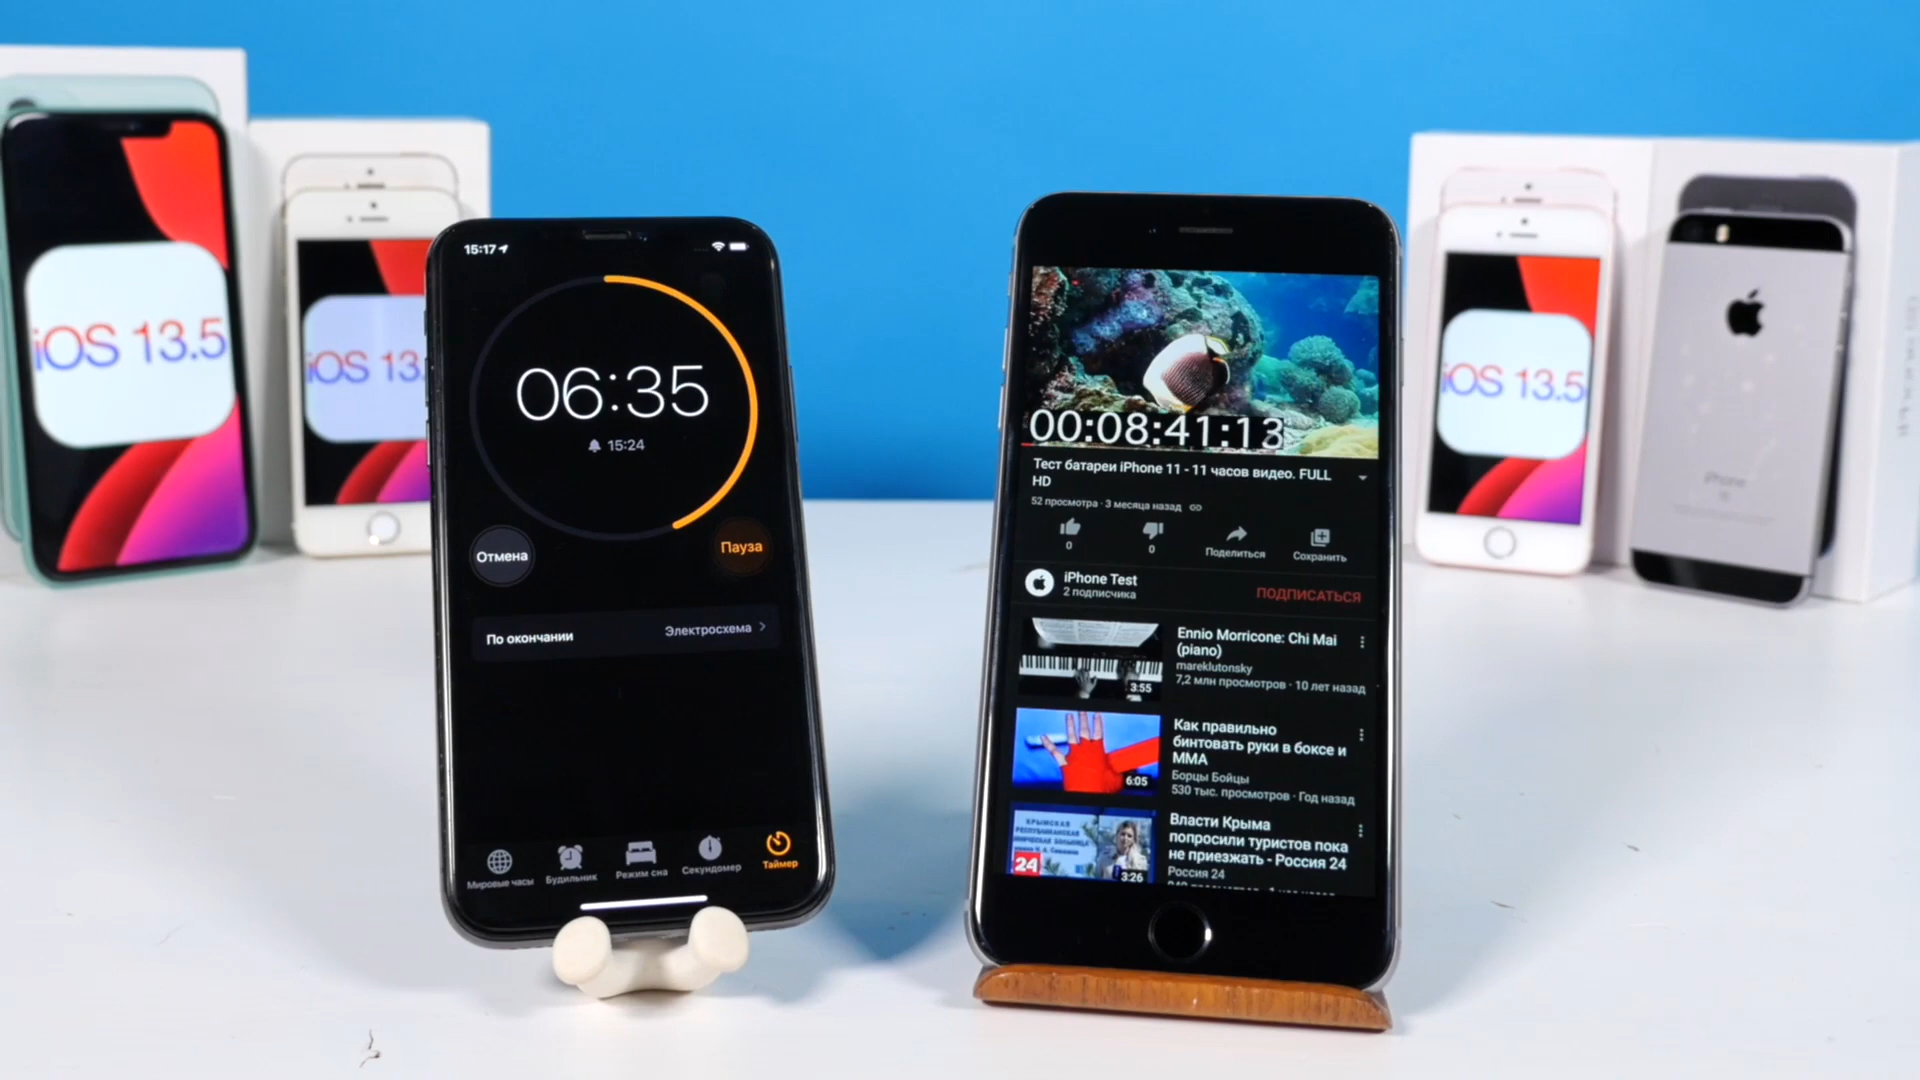 iOS 13.5
iOS 13.
15:17
06:35
15:24
Отмена
Пауза
По окончании
Электросхема
Мировые часы
Будильник
Режим сна
Секундомер
Таймер
00:08:41:13
Тест батареи iPhone 11 - 11 часов видео. FULL
HD
52 просмотра · 3 месяца назад
0
0
Поделиться
Сохранить
iPhone Test
2 подписчика
ПОДПИСАТЬСЯ
3:55
Ennio Morricone: Chi Mai
(piano)
mareklutonsky
7,2 млн просмотров · 10 лет назад
6:05
Как правильно
бинтовать руки в боксе и
ММА
Борцы Бойцы
530 тыс. просмотров · Год назад
КРЫМСКАЯ
РЕСПУБЛИКАНСКАЯ
БОЛЬНИЦА
24
3:26
Власти Крыма
попросили туристов пока
не приезжать - Россия 24
Россия 24
iOS 13.5
iPhone